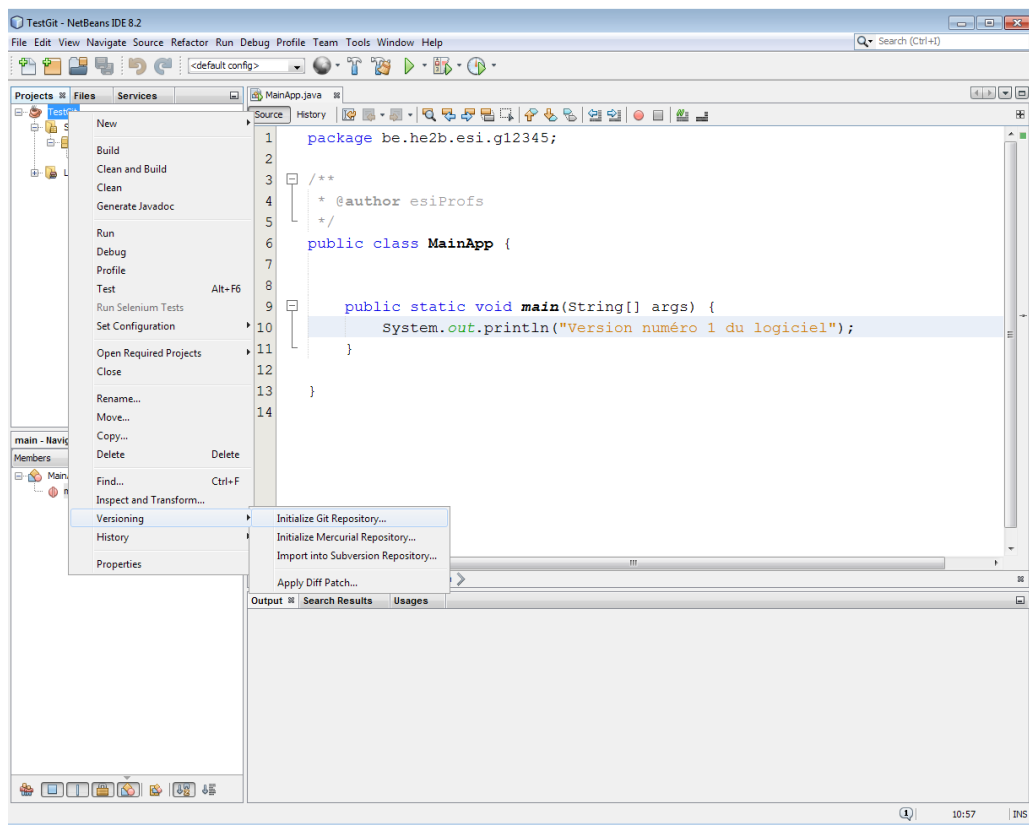 TestGit - NetBeans IDE 8.2
File Edit View Navigate Source Refactor Run Debug Profile Team Tools Window Help
Search (Ctrl+I)
<default config>
Projects Files Services
MainApp.java
TestGit
Source History
New
Build
Clean and Build
Clean
Generate Javadoc
Run
Debug
Profile
Test Alt+F6
Run Selenium Tests
Set Configuration
Open Required Projects
Close
Rename...
Move...
Copy...
Delete Delete
Find... Ctrl+F
Inspect and Transform...
Versioning
History
Properties
Initialize Git Repository...
Initialize Mercurial Repository...
Import into Subversion Repository...
Apply Diff Patch...
1 package be.he2b.esi.g12345;
2
3 /**
4 * @author esiProfs
5 */
6 public class MainApp {
7
8
9 public static void main(String[] args) {
10 System.out.println("Version numéro 1 du logiciel");
11 }
12
13 }
14
main - Navig
Members
Main
Output Search Results Usages
1 10:57 INS